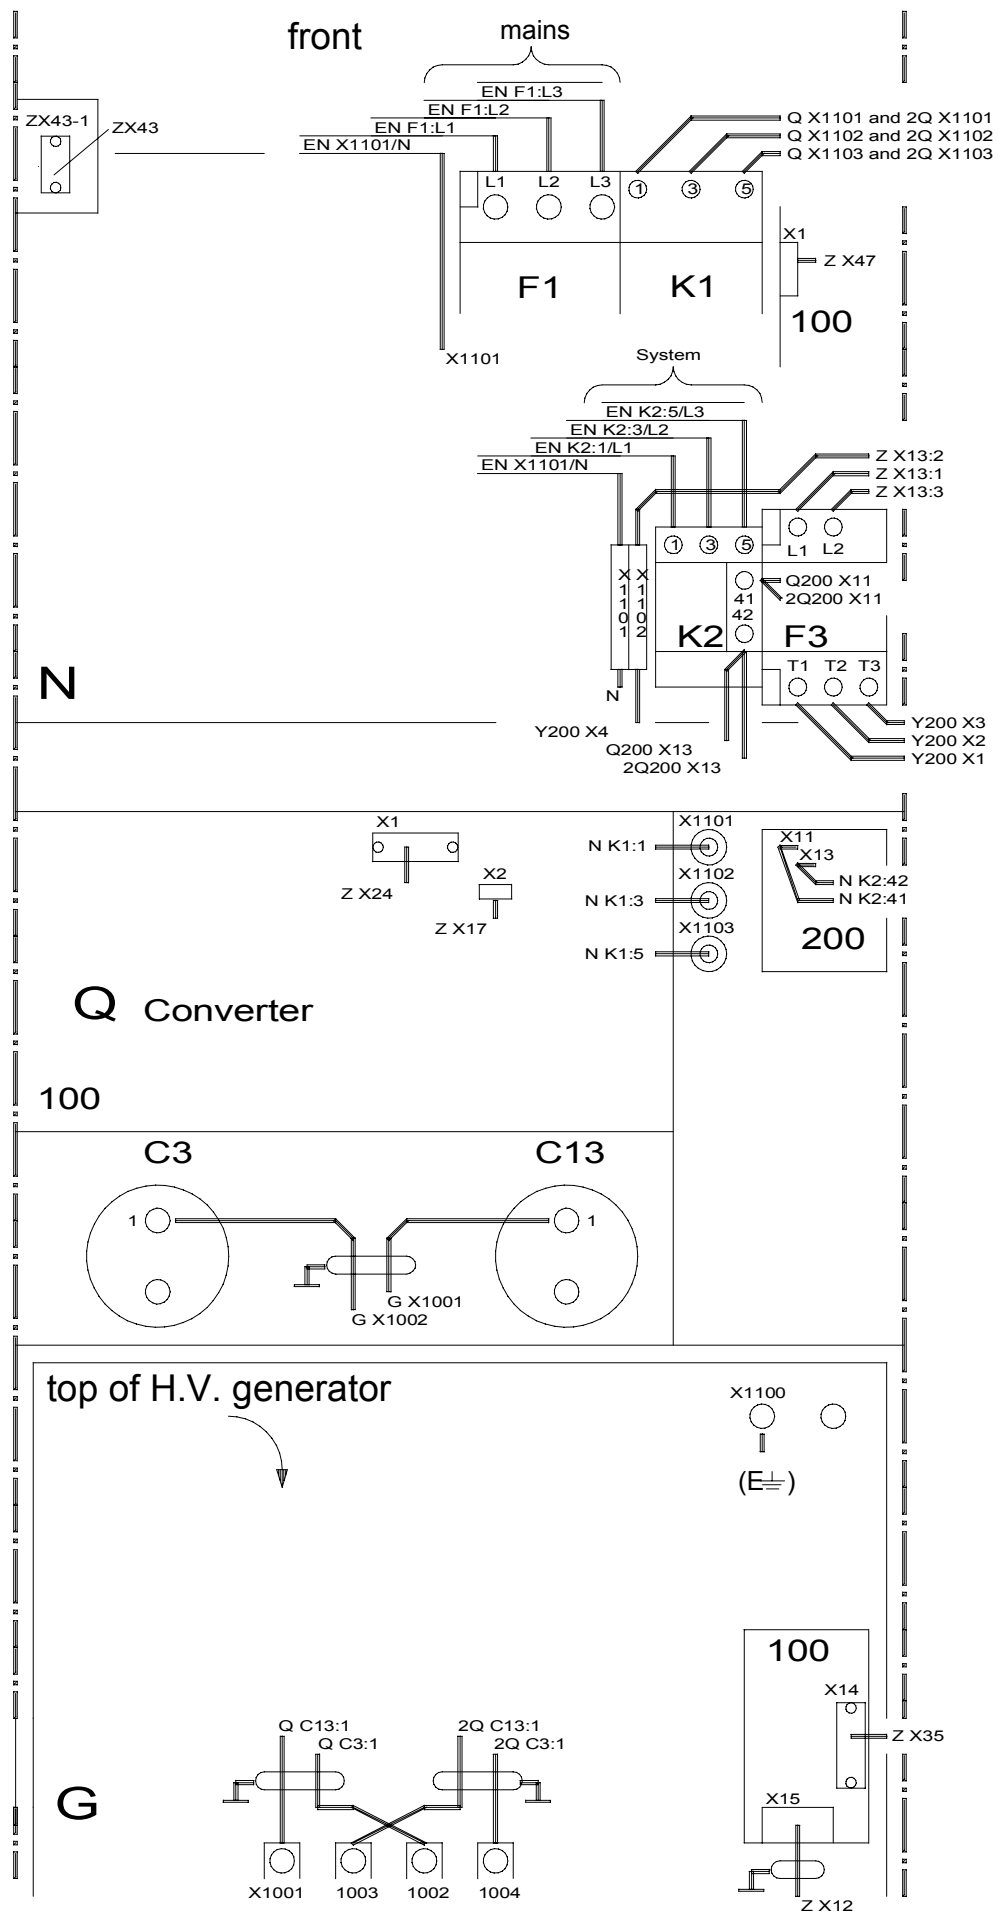 front
mains
EN F1:L3
EN F1:L2
EN F1:L1
EN X1101/N
ZX43-1
ZX43
Q X1101 and 2Q X1101
Q X1102 and 2Q X1102
Q X1103 and 2Q X1103
L1 L2 L3
1 3 5
X1
Z X47
F1
K1
100
X1101
System
EN K2:5/L3
EN K2:3/L2
EN K2:1/L1
EN X1101/N
Z X13:2
Z X13:1
Z X13:3
1 3 5
L1 L2
X1101
X1102
Q200 X11
2Q200 X11
41
42
K2
F3
T1 T2 T3
N
N
Y200 X4
Q200 X13
2Q200 X13
Y200 X3
Y200 X2
Y200 X1
X1
Z X24
X2
Z X17
X1101
N K1:1
X1102
N K1:3
X1103
N K1:5
X11
X13
N K2:42
N K2:41
200
Q Converter
100
C3
C13
1
1
G X1001
G X1002
top of H.V. generator
X1100
(E)
100
X14
Z X35
Q C13:1
Q C3:1
2Q C13:1
2Q C3:1
G
X15
X1001 1003 1002 1004
Z X12